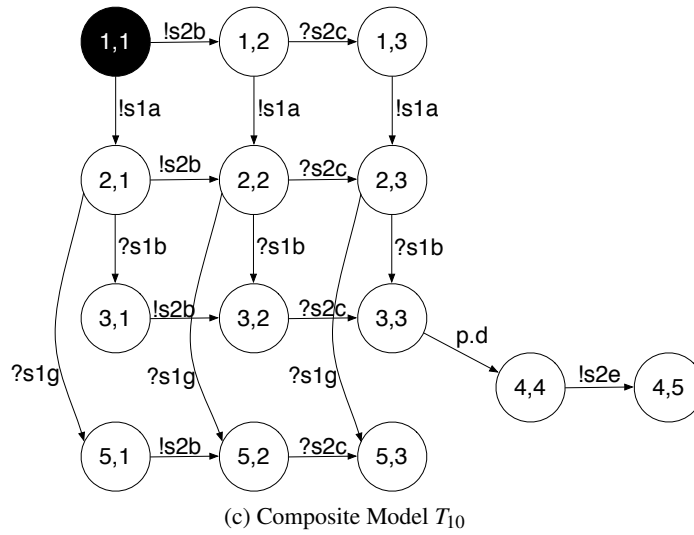 1,1 !s2b 1,2 ?s2c 1,3
!s1a !s1a !s1a
2,1 !s2b 2,2 ?s2c 2,3
?s1b ?s1b ?s1b
3,1 !s2b 3,2 ?s2c 3,3
p.d
?s1g ?s1g ?s1g 4,4 !s2e 4,5
5,1 !s2b 5,2 ?s2c 5,3
(c) Composite Model T10